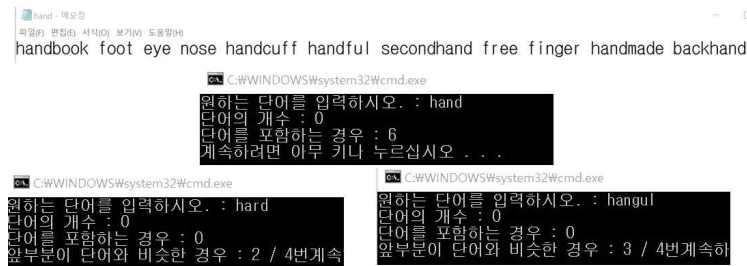 hand - 메모장
파일(F) 편집(E) 서식(O) 보기(V) 도움말(H)
handbook foot eye nose handcuff handful secondhand free finger handmade backhand
C:\WINDOWS\system32\cmd.exe
원하는 단어를 입력하시오. : hand
단어의 개수 : 0
단어를 포함하는 경우 : 6
계속하려면 아무 키나 누르십시오 . . .
C:\WINDOWS\system32\cmd.exe
원하는 단어를 입력하시오. : hard
단어의 개수 : 0
단어를 포함하는 경우 : 0
앞부분이 단어와 비슷한 경우 : 2 / 4번계속
C:\WINDOWS\system32\cmd.exe
원하는 단어를 입력하시오. : hangul
단어의 개수 : 0
단어를 포함하는 경우 : 0
앞부분이 단어와 비슷한 경우 : 3 / 4번계속하